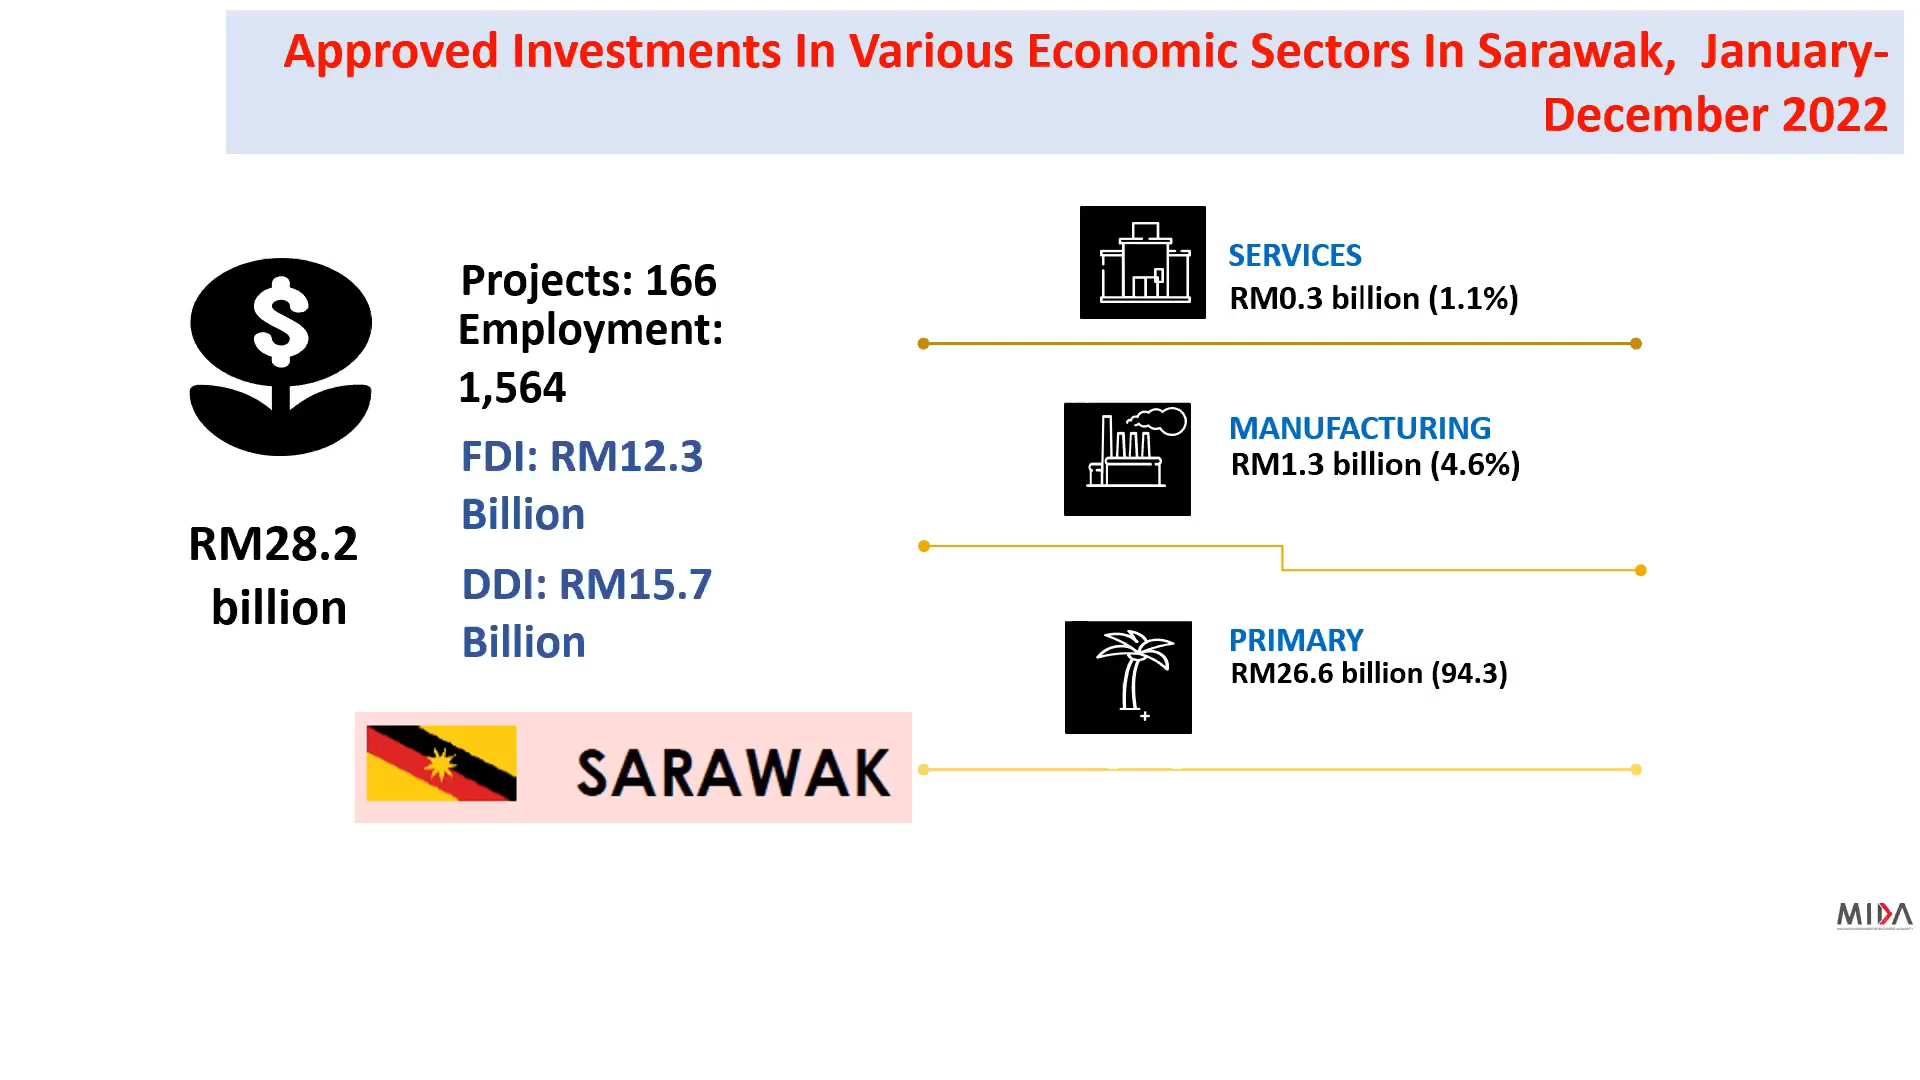 Approved Investments In Various Economic Sectors In Sarawak, January-
December 2022
RM28.2
billion
Projects: 166
Employment:
1,564
FDI: RM12.3
Billion
DDI: RM15.7
Billion
SARAWAK
SERVICES
RM0.3 billion (1.1%)
MANUFACTURING
RM1.3 billion (4.6%)
PRIMARY
RM26.6 billion (94.3)
MIDA